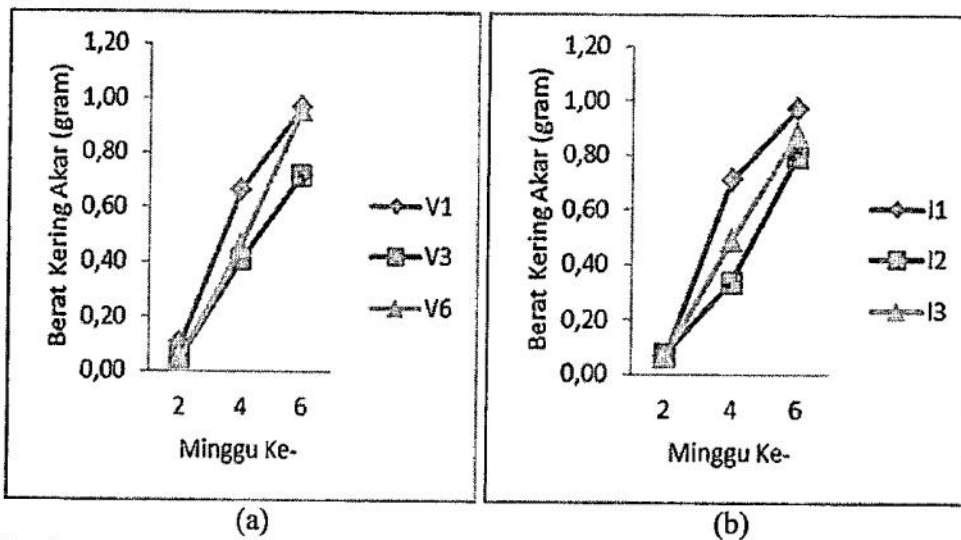 Berat Kering Akar (gram)
1,20
1,00
0,80
0,60
0,40
0,20
0,00
2 4 6
Minggu Ke-
V1
V3
V6
(a)
Berat Kering Akar (gram)
1,20
1,00
0,80
0,60
0,40
0,20
0,00
2 4 6
Minggu Ke-
I1
I2
I3
(b)